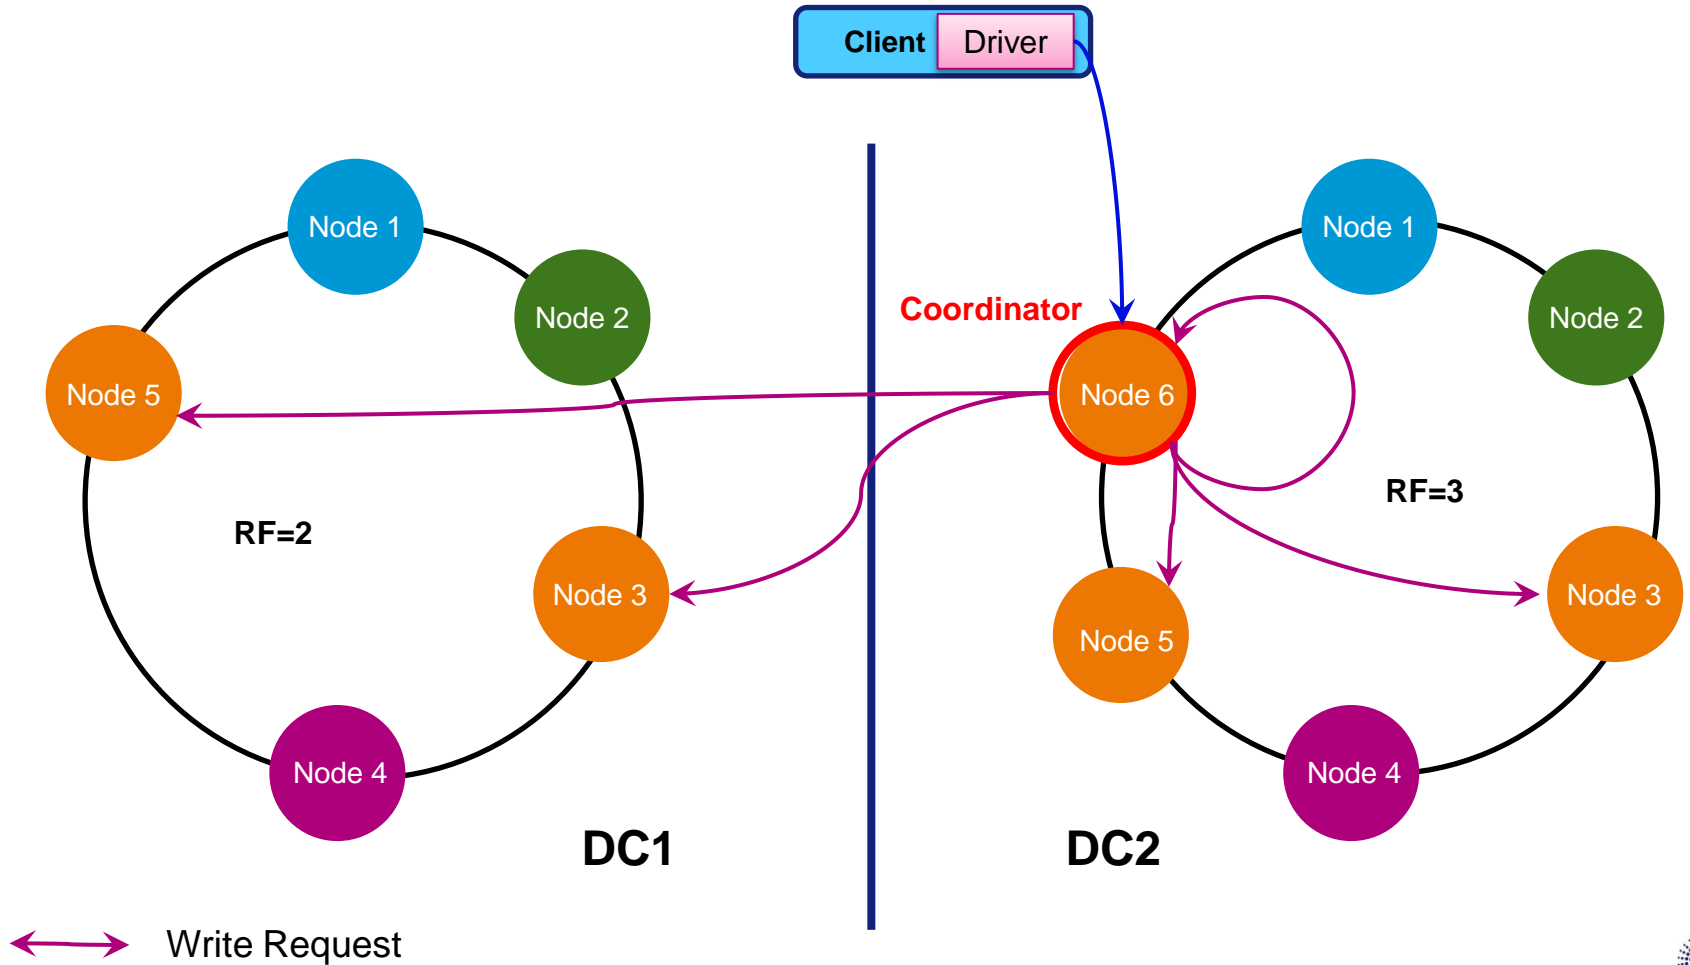 Client Driver
Node 1
Node 2
Node 5
RF=2
Node 3
Node 4
DC1
Coordinator
Node 1
Node 2
Node 6
RF=3
Node 3
Node 5
Node 4
DC2
Write Request